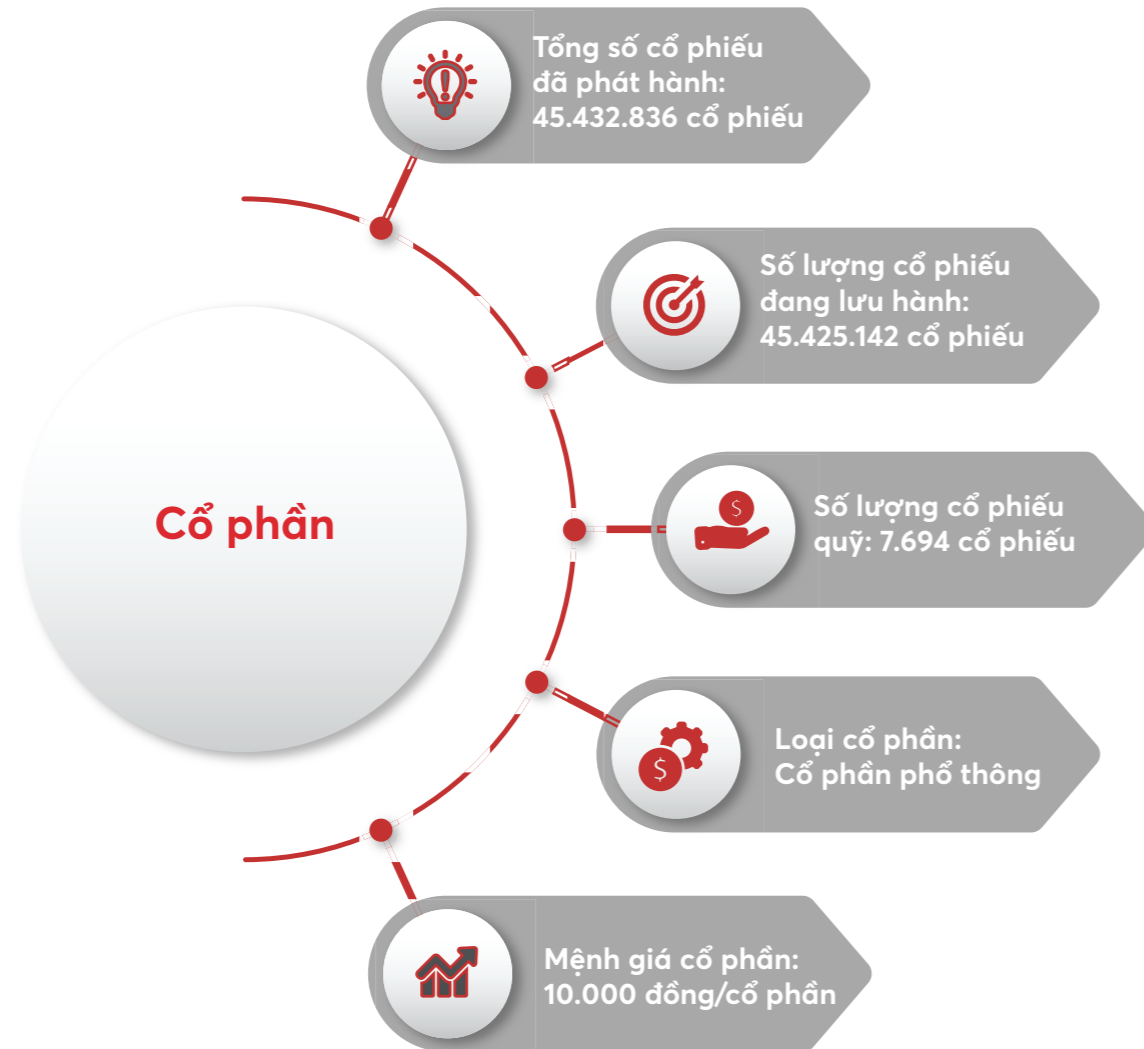 Tổng số cổ phiếu
đã phát hành:
45.432.836 cổ phiếu
Số lượng cổ phiếu
đang lưu hành:
45.425.142 cổ phiếu
Cổ phần
Số lượng cổ phiếu
quỹ: 7.694 cổ phiếu
Loại cổ phần:
Cổ phần phổ thông
Mệnh giá cổ phần:
10.000 đồng/cổ phần